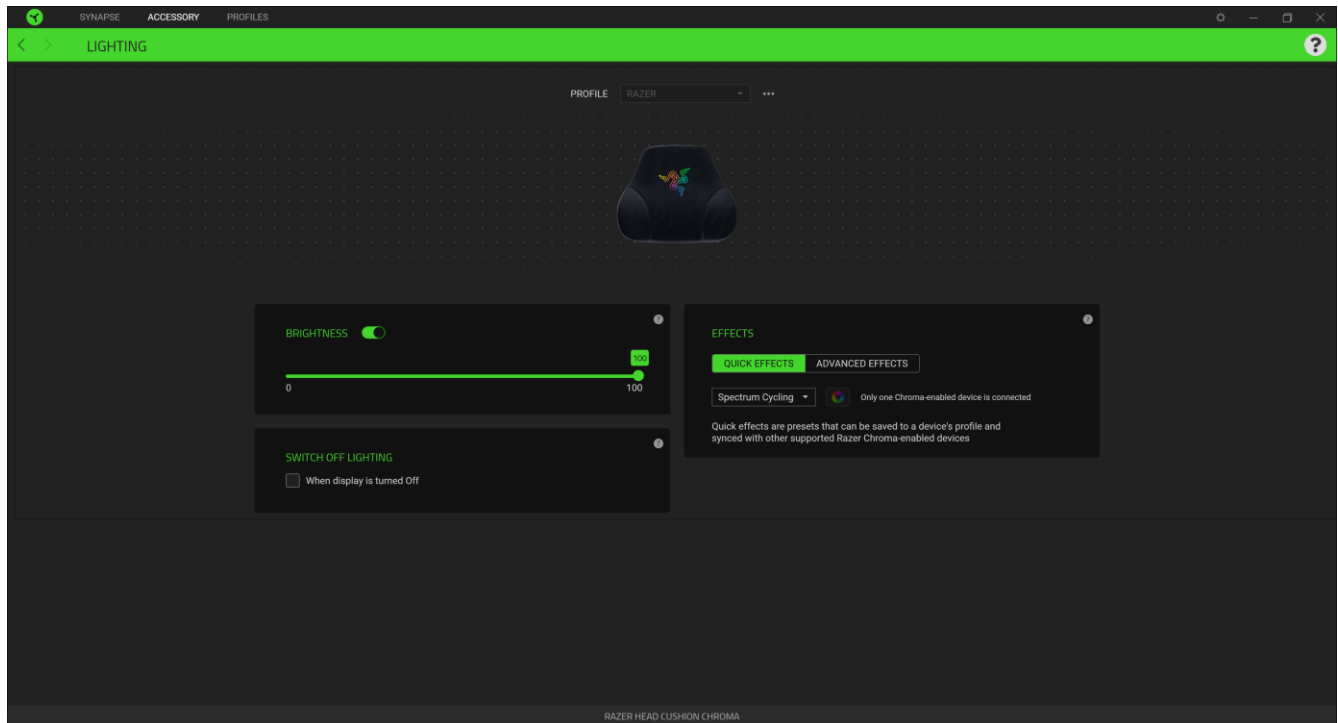 SYNAPSE ACCESSORY PROFILES
LIGHTING
?
PROFILE RAZER
BRIGHTNESS ?
100
0 100
SWITCH OFF LIGHTING ?
When display is turned Off
EFFECTS ?
QUICK EFFECTS ADVANCED EFFECTS
Spectrum Cycling Only one Chroma-enabled device is connected
Quick effects are presets that can be saved to a device's profile and
synced with other supported Razer Chroma-enabled devices
RAZER HEAD CUSHION CHROMA